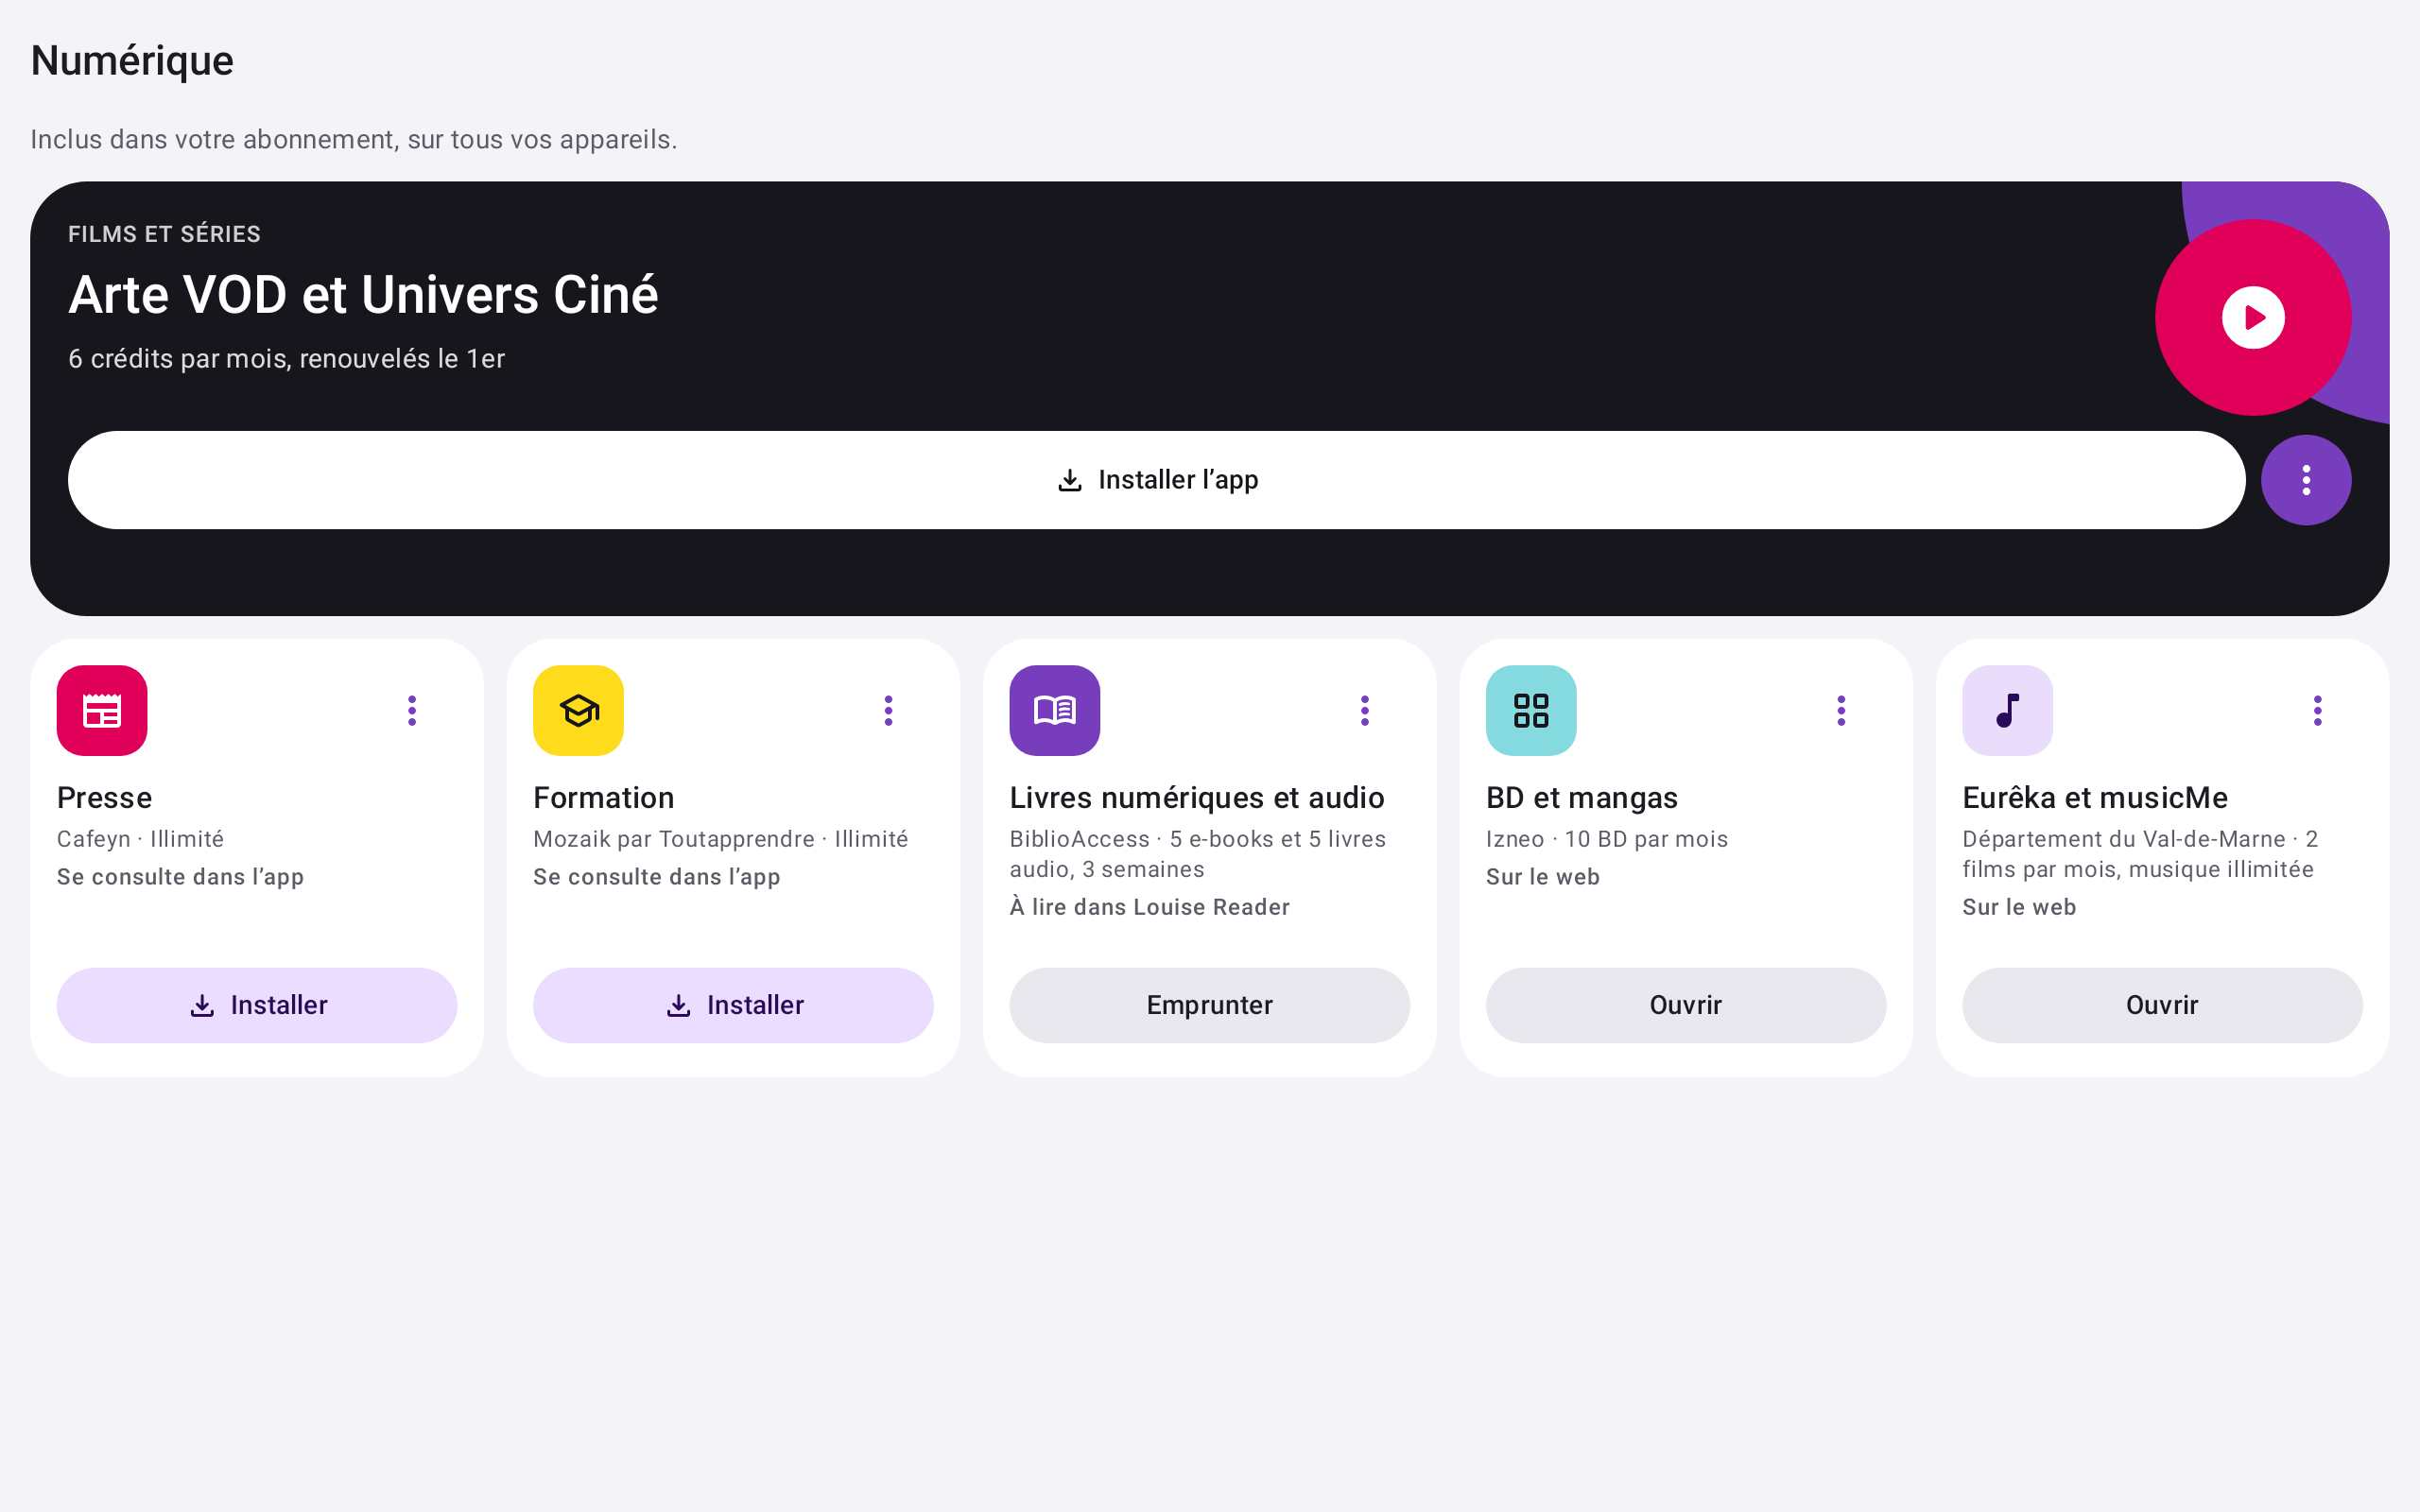 Numérique
Inclus dans votre abonnement, sur tous vos appareils.
FILMS ET SÉRIES
Arte VOD et Univers Ciné
6 crédits par mois, renouvelés le 1er
Installer l’app
Presse
Cafeyn · Illimité
Se consulte dans l’app
Installer
Formation
Mozaik par Toutapprendre · Illimité
Se consulte dans l’app
Installer
Livres numériques et audio
BiblioAccess · 5 e-books et 5 livres
audio, 3 semaines
À lire dans Louise Reader
Emprunter
BD et mangas
Izneo · 10 BD par mois
Sur le web
Ouvrir
Eurêka et musicMe
Département du Val-de-Marne · 2
films par mois, musique illimitée
Sur le web
Ouvrir